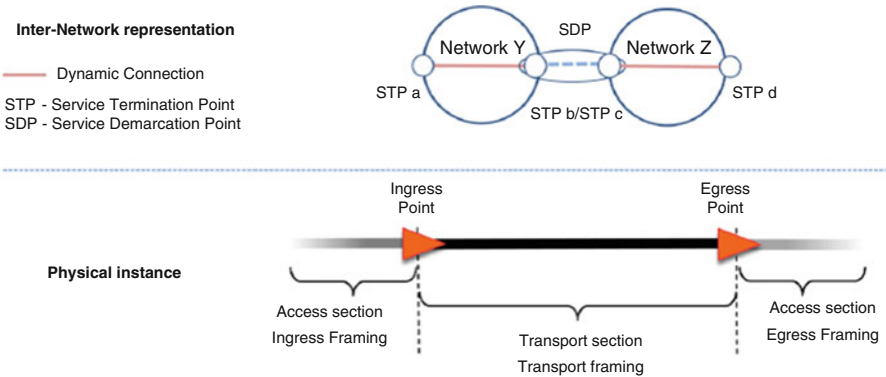 Inter-Network representation
Dynamic Connection
STP - Service Termination Point
SDP - Service Demarcation Point
SDP
Network Y
Network Z
STP a
STP b/STP c
STP d
Ingress
Point
Egress
Point
Physical instance
Access section
Ingress Framing
Transport section
Transport framing
Access section
Egress Framing